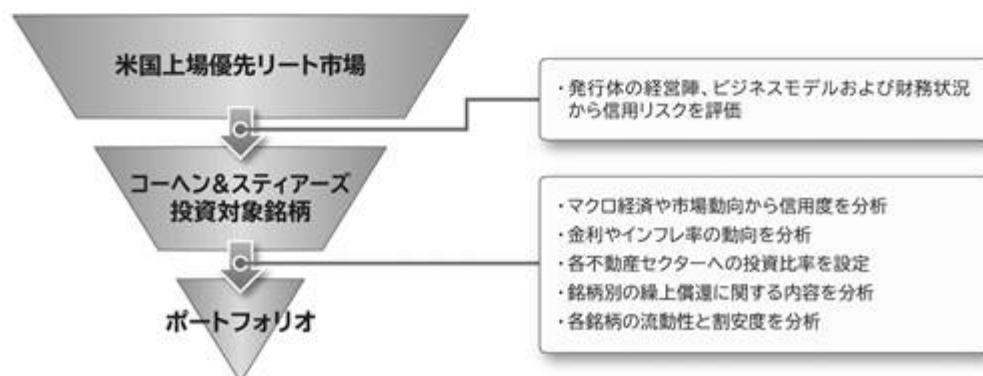 米国上場優先リート市場
・発行体の経営陣、ビジネスモデルおよび財務状況
から信用リスクを評価
コーヘン&スティアーズ
投資対象銘柄
・マクロ経済や市場動向から信用度を分析
・金利やインフレ率の動向を分析
・各不動産セクターへの投資比率を設定
・銘柄別の繰上償還に関する内容を分析
・各銘柄の流動性と割安度を分析
ポートフォリオ